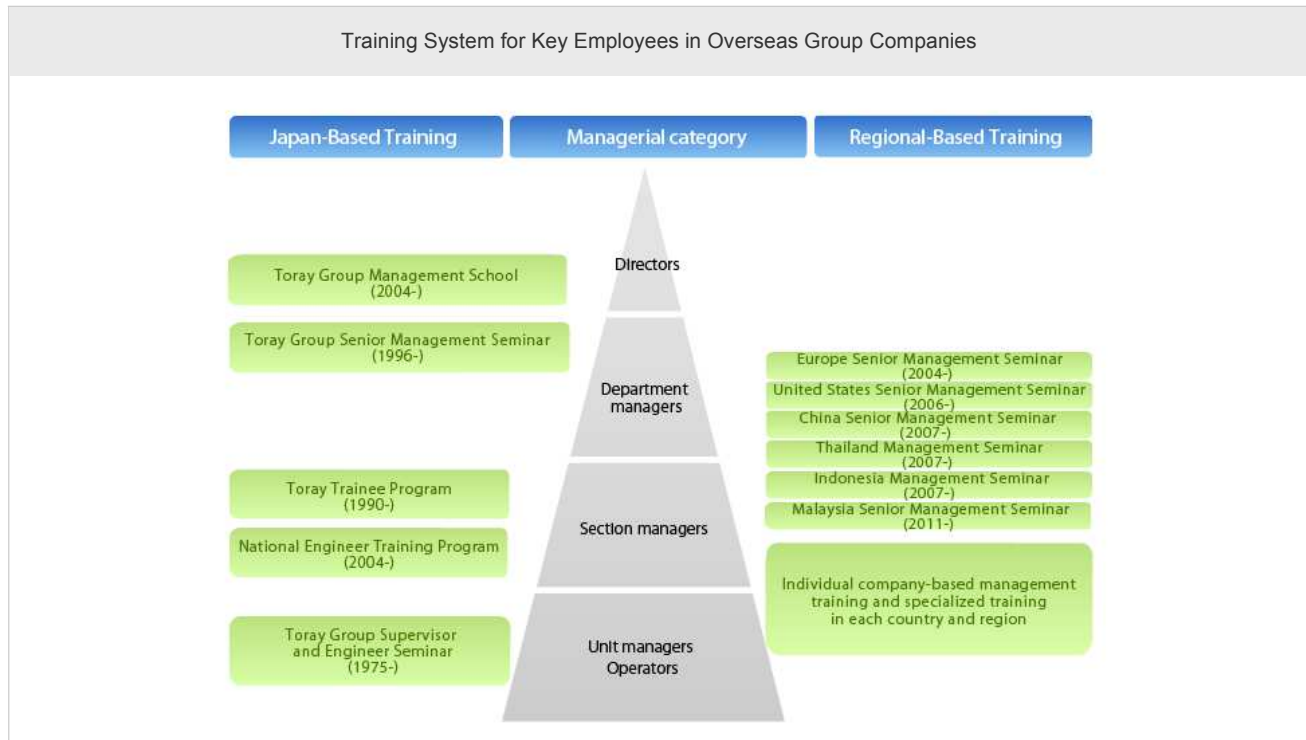 Training System for Key Employees in Overseas Group Companies
Japan-Based Training
Managerial category
Regional-Based Training
Toray Group Management School
(2004-)
Toray Group Senior Management Seminar
(1996-)
Toray Trainee Program
(1990-)
National Engineer Training Program
(2004-)
Toray Group Supervisor
and Engineer Seminar
(1975-)
Directors
Department
managers
Section managers
Unit managers
Operators
Europe Senior Management Seminar
(2004-)
United States Senior Management Seminar
(2006-)
China Senior Management Seminar
(2007-)
Thailand Management Seminar
(2007-)
Indonesia Management Seminar
(2007-)
Malaysia Senior Management Seminar
(2011-)
Individual company-based management
training and specialized training
in each country and region